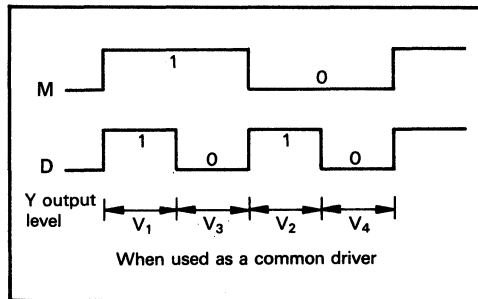 M 1 0
D 1 0 1 0
Y output
level
V1 V3 V2 V4
When used as a common driver